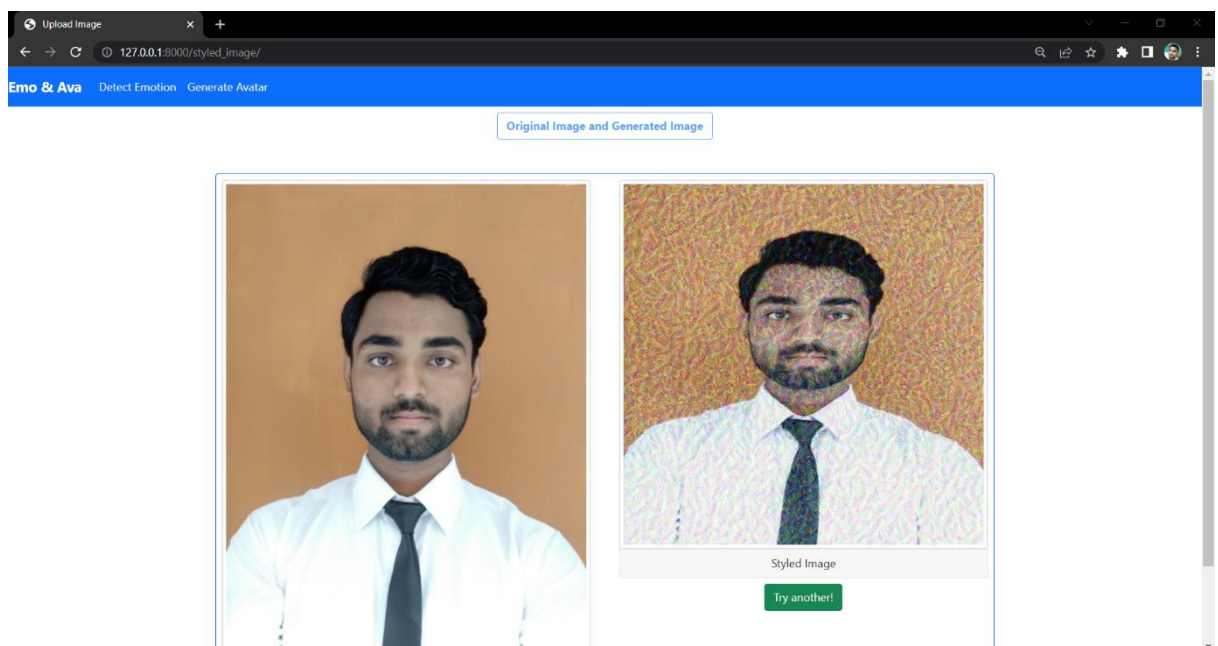 Upload Image
127.0.0.1:8000/styled_image/
Emo & Ava Detect Emotion Generate Avatar
Original Image and Generated Image
Styled Image
Try another!